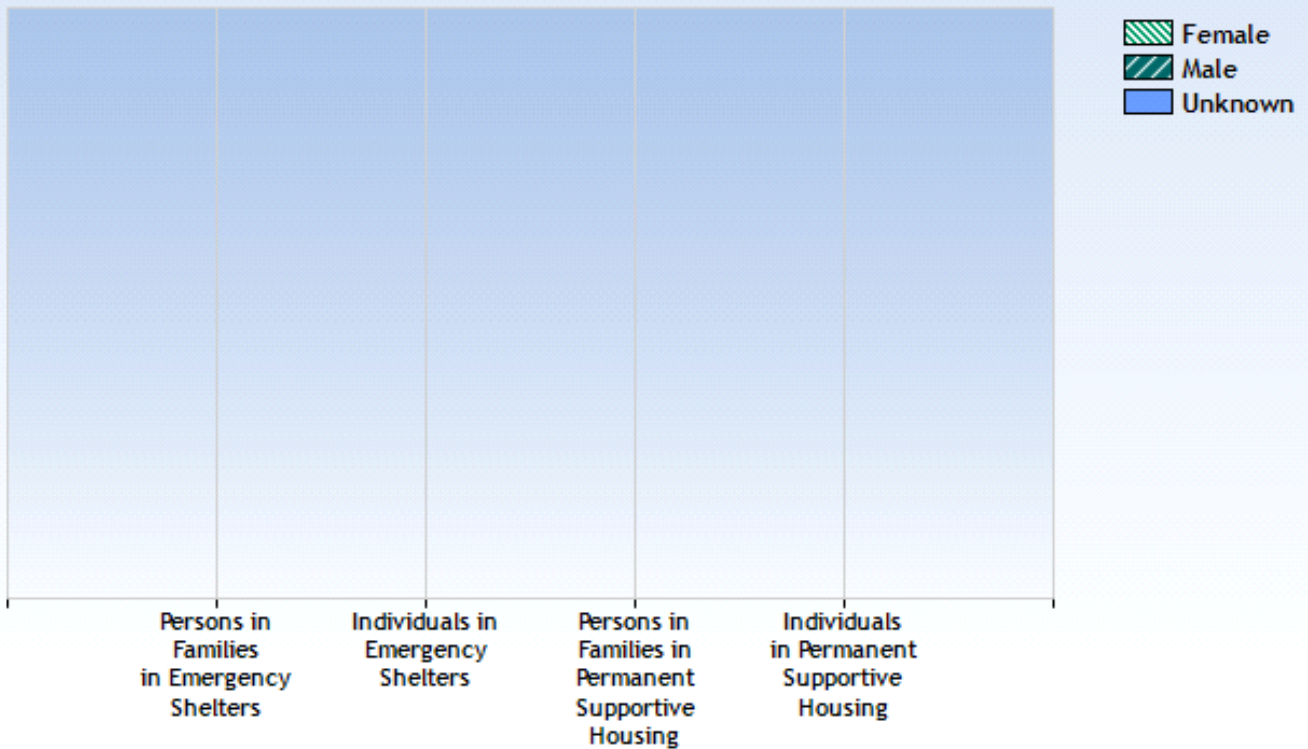 Female
Male
Unknown
Persons in
Families
in Emergency
Shelters
Individuals in
Emergency
Shelters
Persons in
Families in
Permanent
Supportive
Housing
Individuals
in Permanent
Supportive
Housing